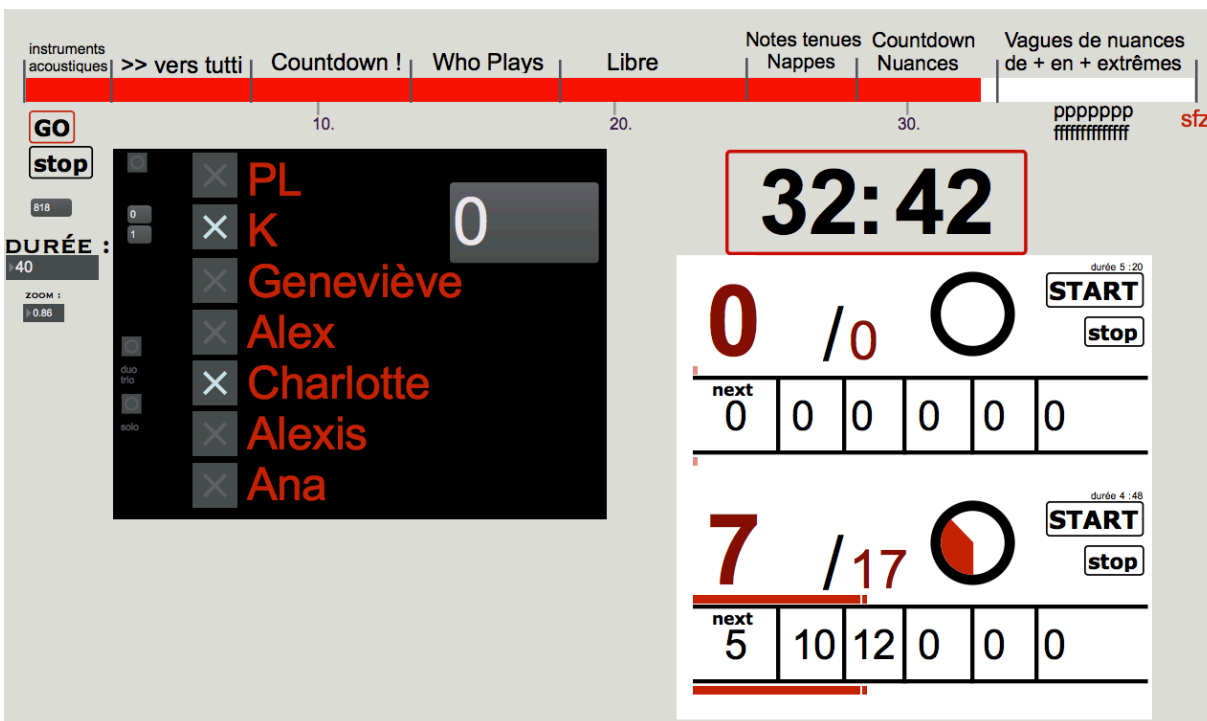 instruments
acoustiques
>> vers tutti
Countdown !
Who Plays
Libre
Notes tenues
Nappes
Countdown
Nuances
Vagues de nuances
de + en + extrêmes
10.
20.
30.
ppppppp
fffffffffffff
sfz
GO
stop
818
DURÉE :
40
ZOOM :
0.86
0
1
duo
trio
solo
PL
K
Geneviève
Alex
Charlotte
Alexis
Ana
0
32:42
0 /0
durée 5 :20
START
stop
next
0 0 0 0 0 0
7 /17
durée 4 :48
START
stop
next
5 10 12 0 0 0